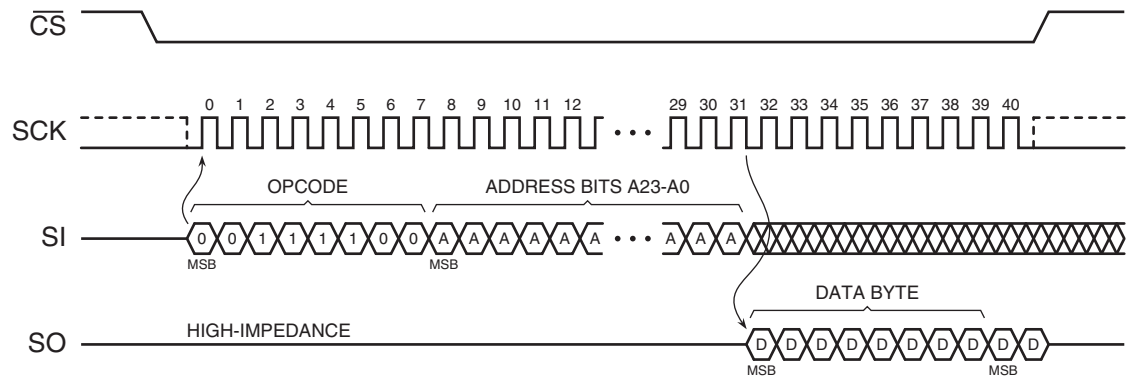 CS
0 1 2 3 4 5 6 7 8 9 10 11 12 29 30 31 32 33 34 35 36 37 38 39 40
SCK
OPCODE ADDRESS BITS A23-A0
SI 0 0 1 1 1 1 0 0 A A A A A A A A A
MSB MSB
DATA BYTE
HIGH-IMPEDANCE
SO D D D D D D D D D D
MSB MSB